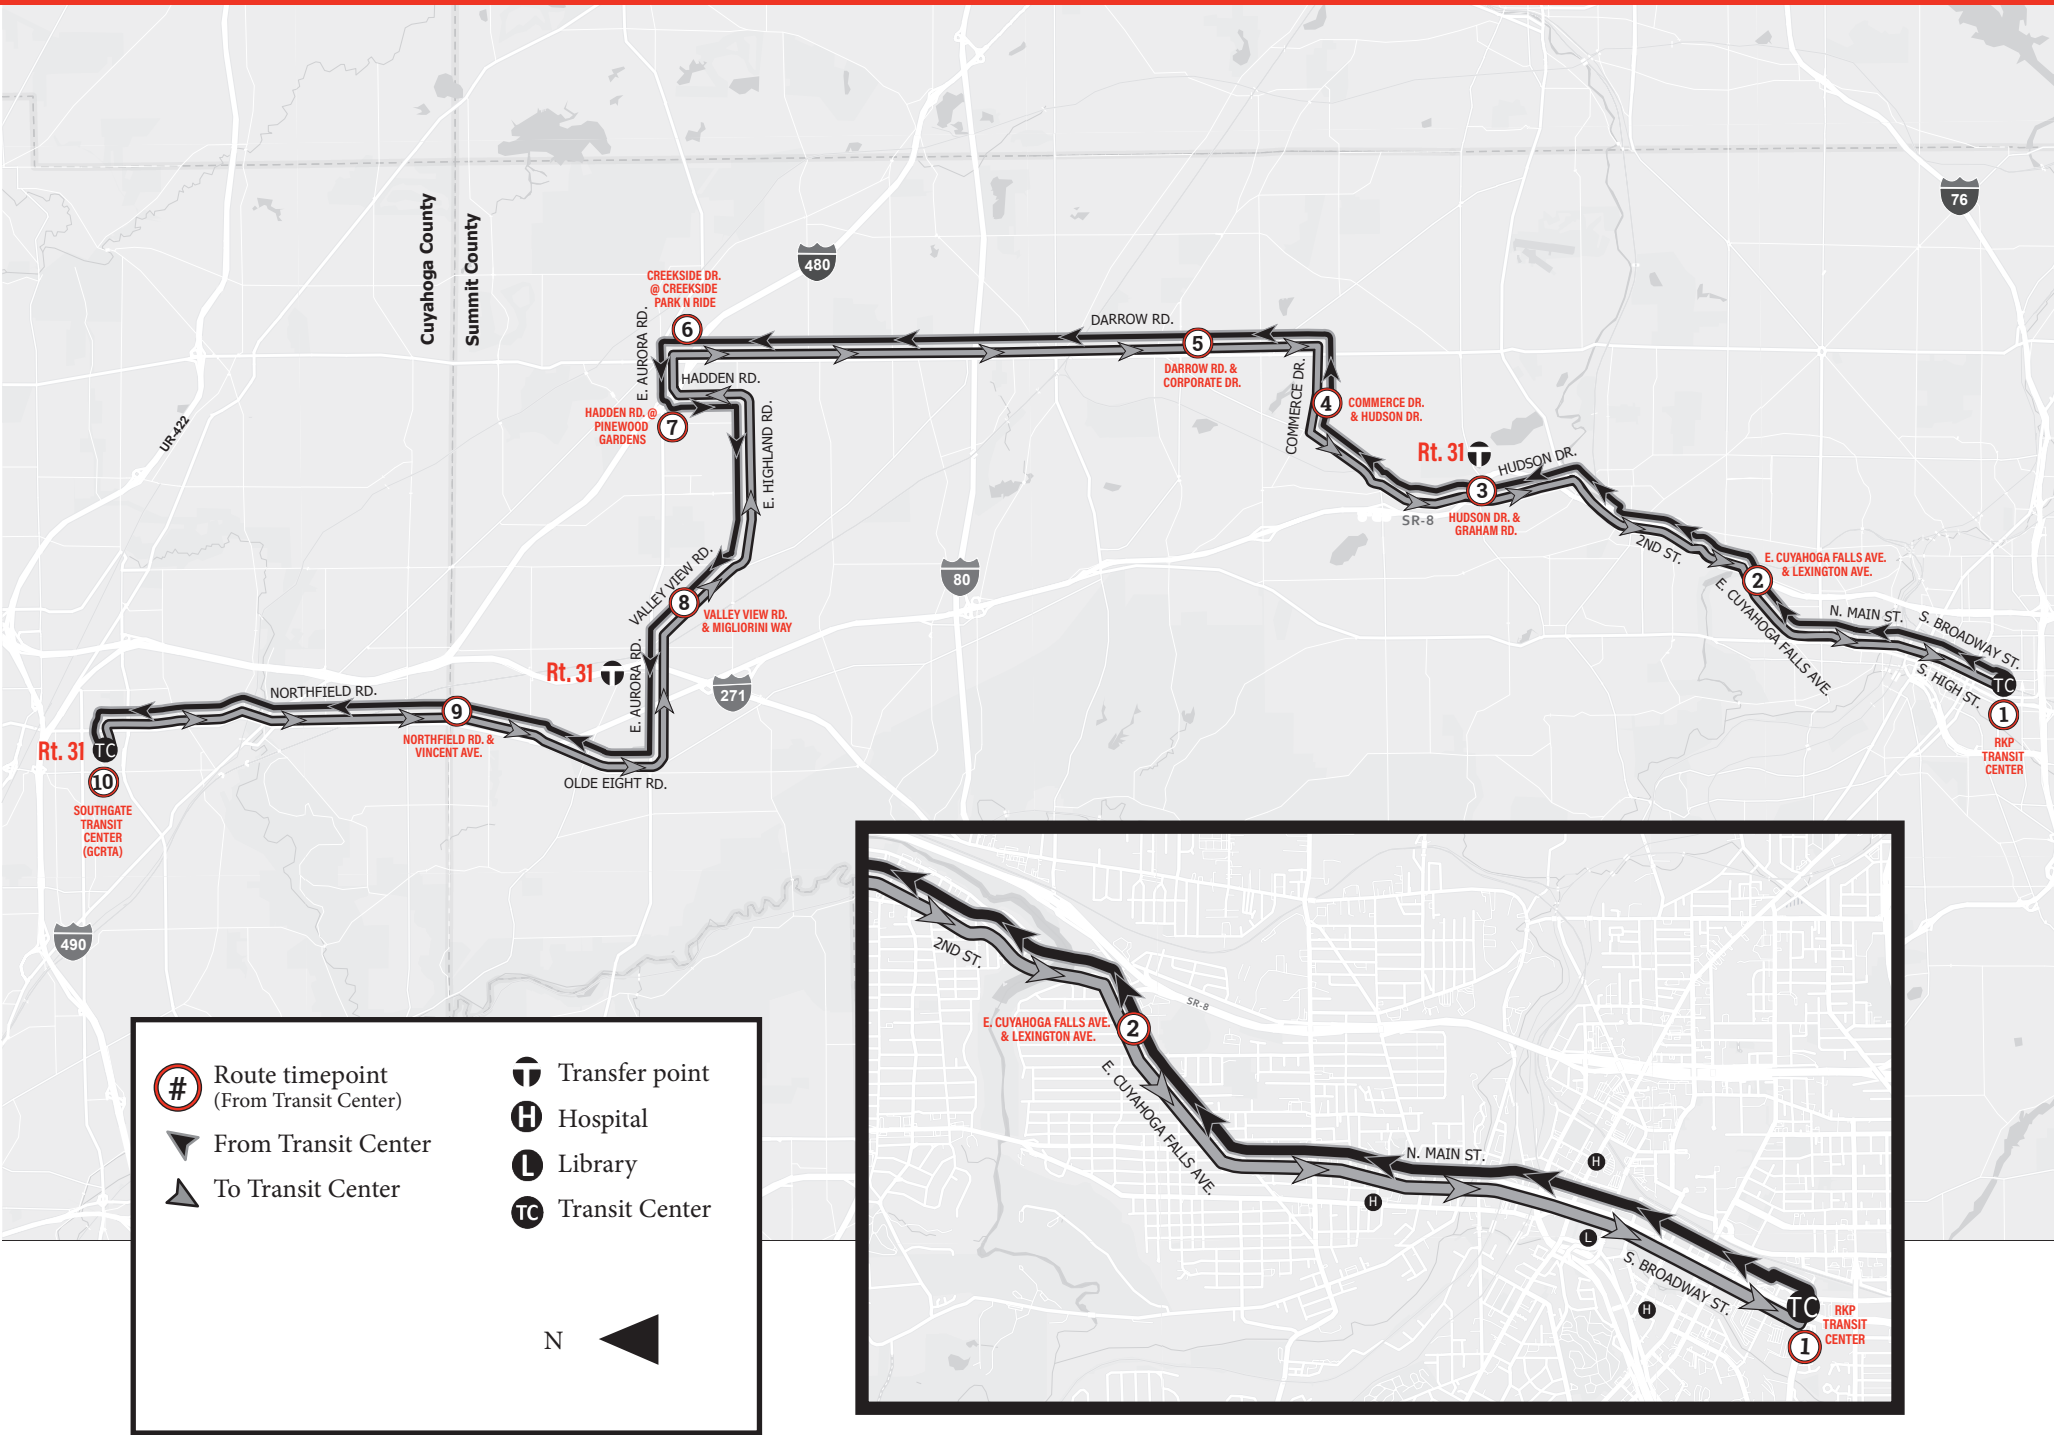 76
Cuyahoga County
Summit County
480
CREEKSIDE DR.
@ CREEKSIDE
PARK N RIDE
6
E. AURORA RD.
DARROW RD.
5
DARROW RD. &
CORPORATE DR.
HADDEN RD.
HADDEN RD. @
PINEWOOD
GARDENS
7
E. HIGHLAND RD.
COMMERCE DR.
4
COMMERCE DR.
& HUDSON DR.
UR-422
Rt. 31
T
HUDSON DR.
3
HUDSON DR. &
GRAHAM RD.
SR-8
2ND ST.
E. CUYAHOGA FALLS AVE.
& LEXINGTON AVE.
2
80
VALLEY VIEW RD.
8
VALLEY VIEW RD.
& MIGLIORINI WAY
E. CUYAHOGA FALLS AVE.
N. MAIN ST.
S. BROADWAY ST.
S. HIGH ST.
TC
1
RKP
TRANSIT
CENTER
Rt. 31
T
E. AURORA RD.
271
NORTHFIELD RD.
9
NORTHFIELD RD. &
VINCENT AVE.
OLDE EIGHT RD.
Rt. 31
TC
10
SOUTHGATE
TRANSIT
CENTER
(GCRTA)
490
2ND ST.
SR-8
E. CUYAHOGA FALLS AVE.
& LEXINGTON AVE.
2
E. CUYAHOGA FALLS AVE.
N. MAIN ST.
H
H
L
S. BROADWAY ST.
H
TC
RKP
TRANSIT
CENTER
1
# Route timepoint
(From Transit Center)
From Transit Center
To Transit Center
T Transfer point
H Hospital
L Library
TC Transit Center
N